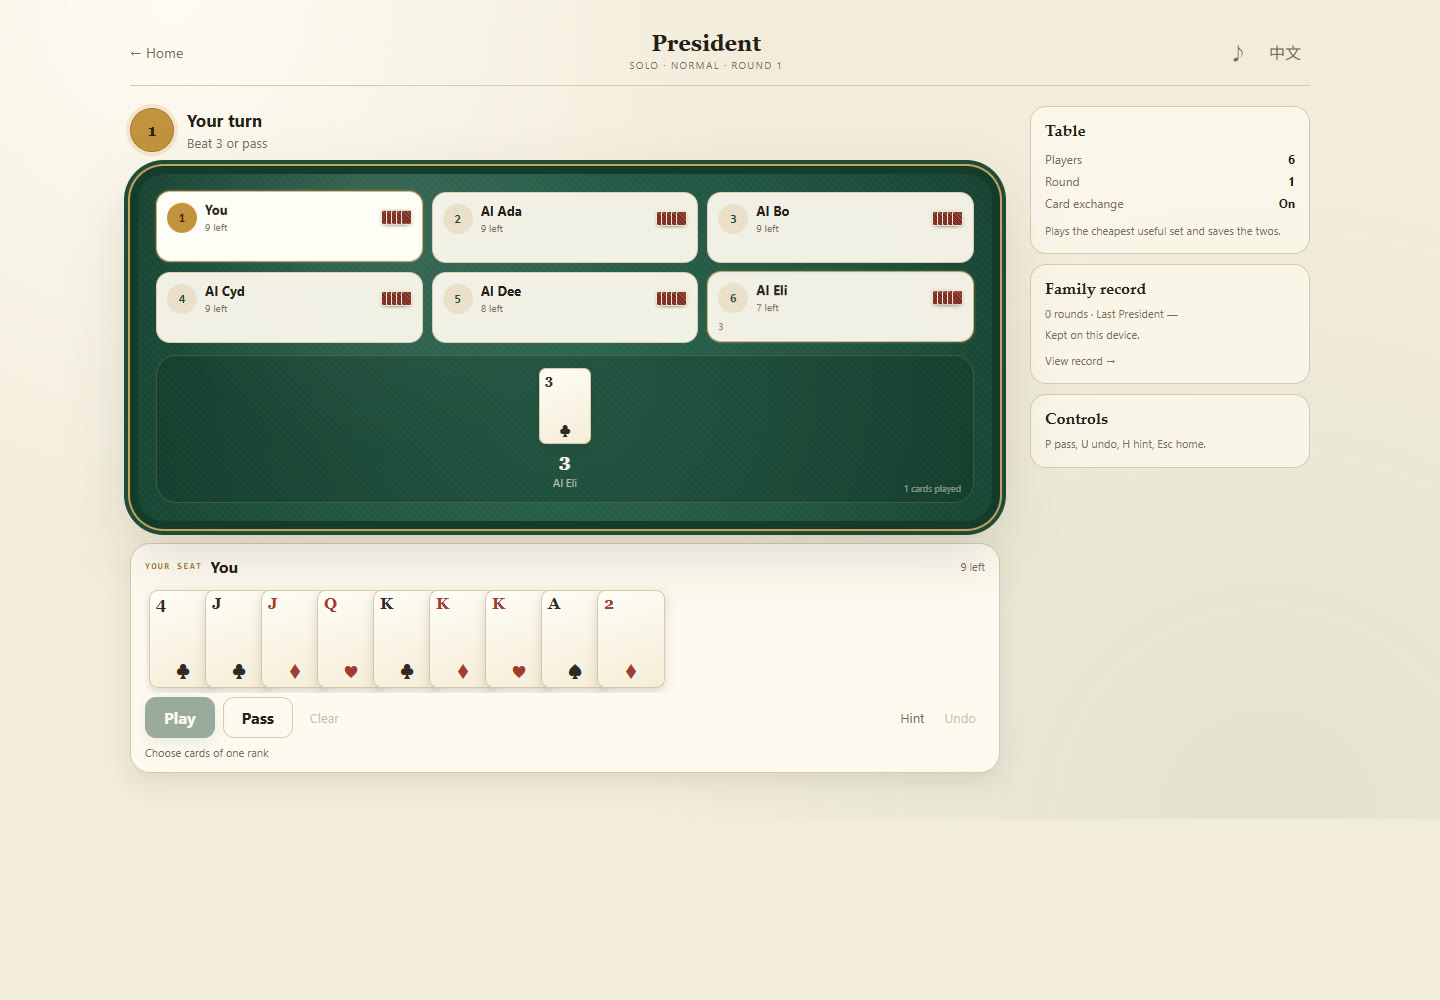 ← Home
President
SOLO · NORMAL · ROUND 1
♪ 中文
1
Your turn
Beat 3 or pass
1
You
9 left
2
AI Ada
9 left
3
AI Bo
9 left
4
AI Cyd
9 left
5
AI Dee
8 left
6
AI Eli
7 left
3
3
♣
3
AI Eli
1 cards played
YOUR SEAT You
9 left
4 J J Q K K K A 2
♣ ♣ ♦ ♥ ♣ ♦ ♥ ♠ ♦
Play Pass Clear
Hint Undo
Choose cards of one rank
Table
Players 6
Round 1
Card exchange On
Plays the cheapest useful set and saves the twos.
Family record
0 rounds · Last President —
Kept on this device.
View record →
Controls
P pass, U undo, H hint, Esc home.